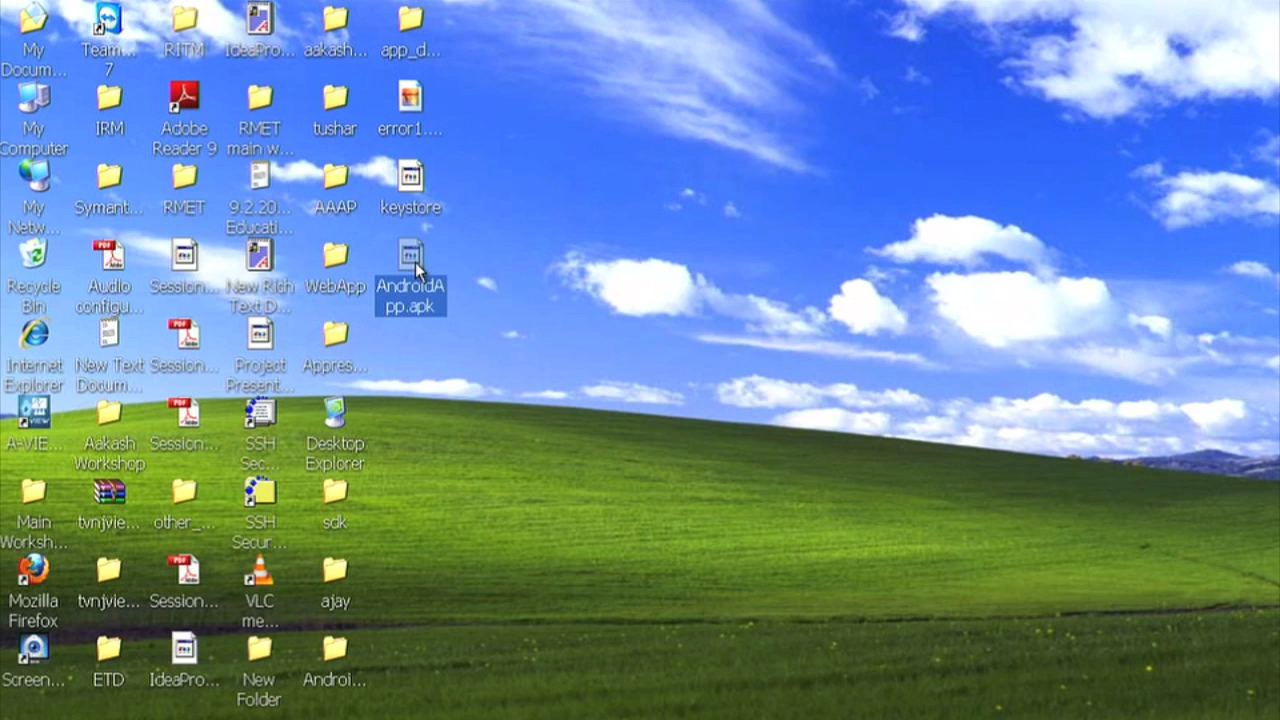 My
Docum...
Team...
7
RITM
IdeaPro...
aakash...
app_d...
My
Computer
IRM
Adobe
Reader 9
RMET
main w...
tushar
error1....
My
Netw...
Symant...
RMET
9.2.20...
Educati...
AAAP
keystore
Recycle
Bin
Audio
configu...
Session...
New Rich
Text D...
WebApp
AndroidA
pp.apk
Internet
Explorer
New Text
Docum...
Session...
Project
Present...
Appres...
A-VIE...
Aakash
Workshop
Session...
SSH
Sec...
Desktop
Explorer
Main
Worksh...
tvnjvie...
other_...
SSH
Secur...
sdk
Mozilla
Firefox
tvnjvie...
Session...
VLC
me...
ajay
Screen...
ETD
IdeaPro...
New
Folder
Androi...